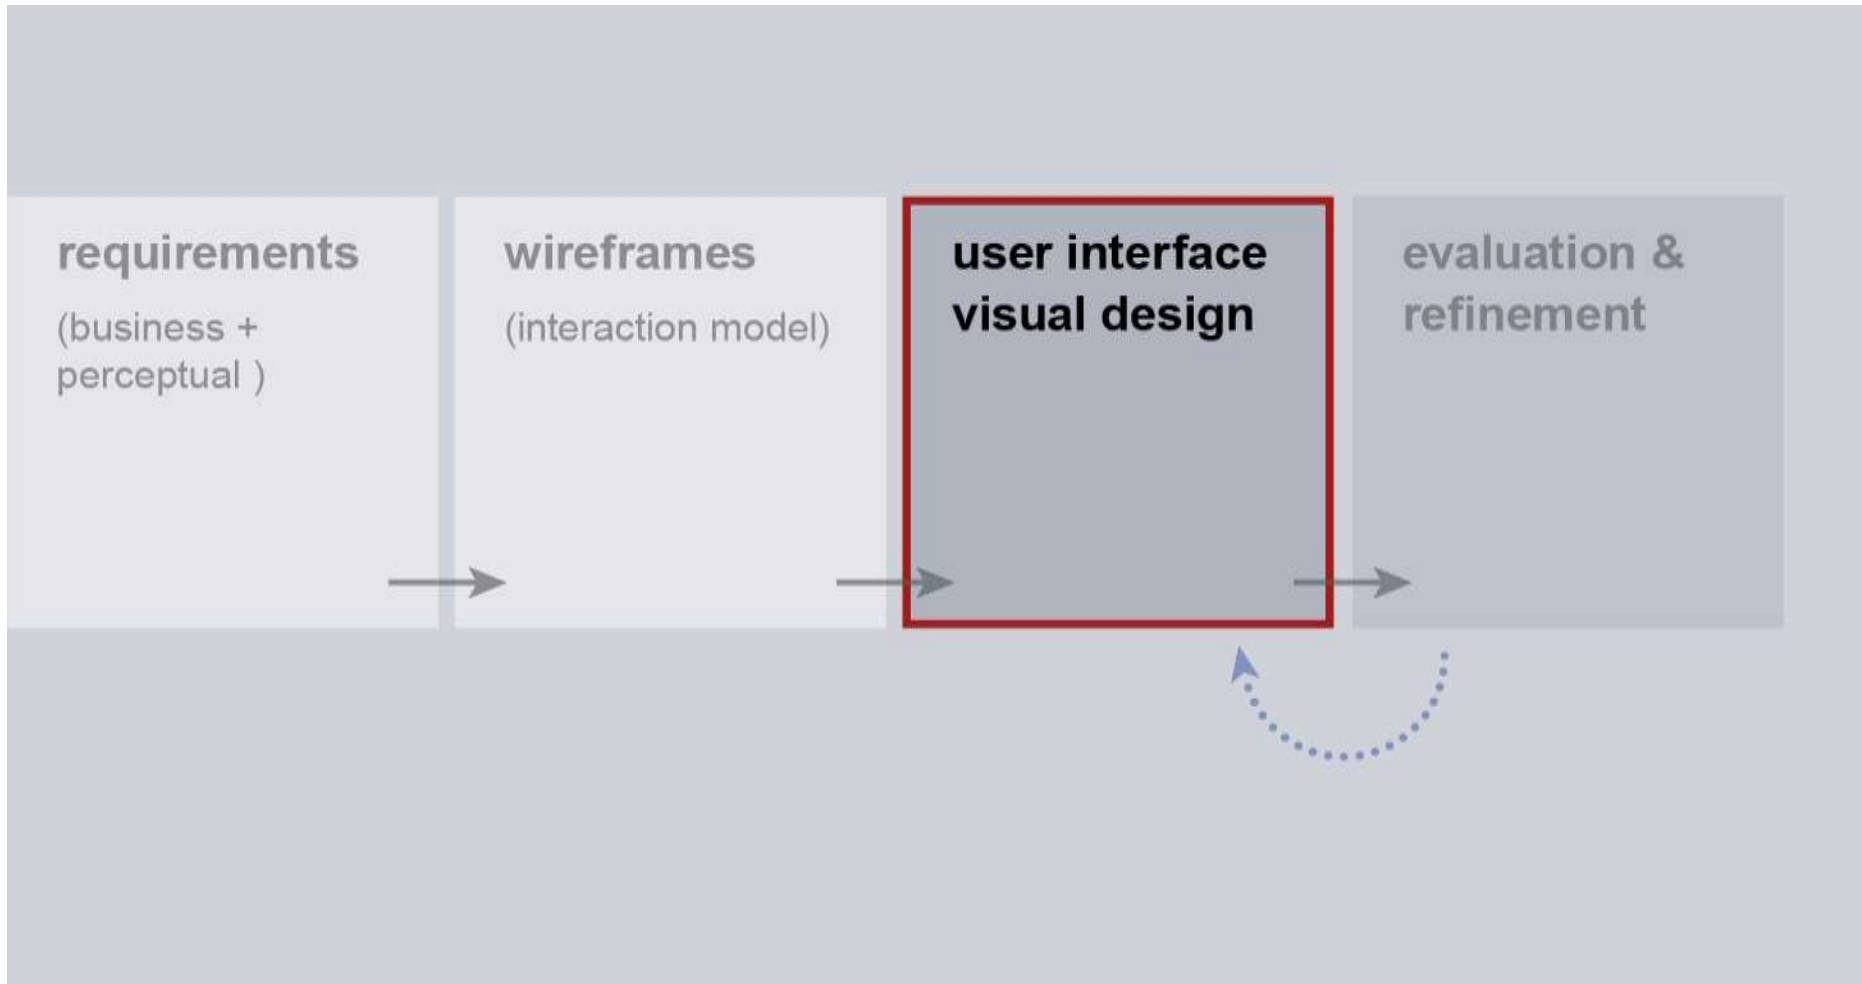 requirements
(business +
perceptual )
wireframes
(interaction model)
user interface
visual design
evaluation &
refinement